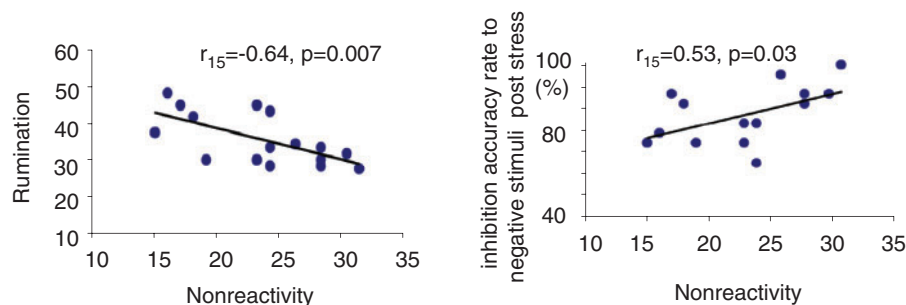 r15=-0.64, p=0.007
60
50
40
30
20
10
10 15 20 25 30 35
Rumination
Nonreactivity
r15=0.53, p=0.03
100
(%)
80
60
40
10 15 20 25 30 35
inhibition accuracy rate to
negative stimuli post stress
Nonreactivity